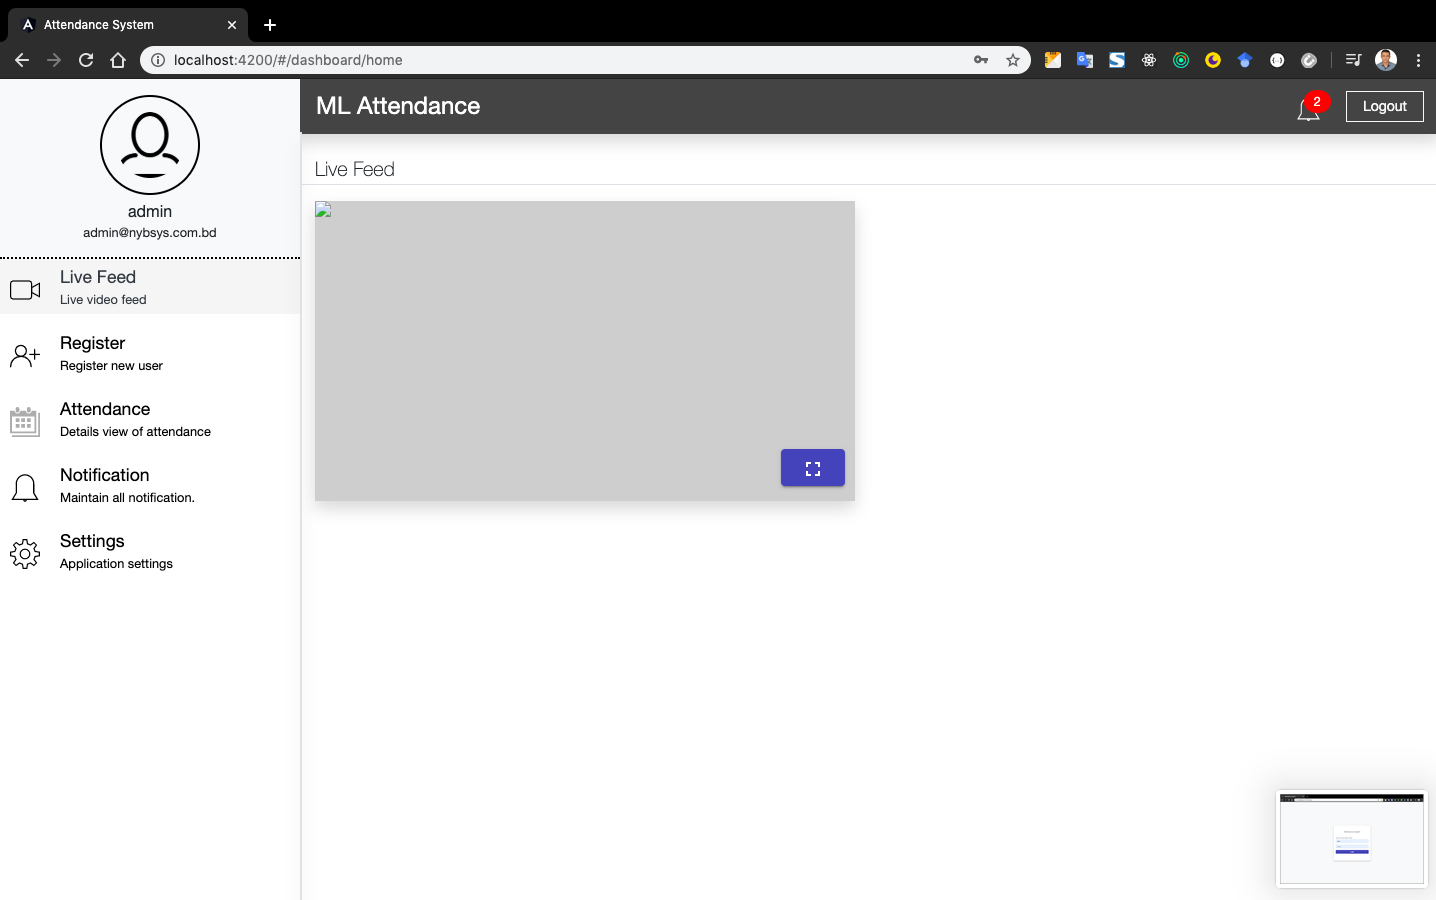 Attendance System
localhost:4200/#/dashboard/home
ML Attendance
2
Logout
admin
admin@nybsys.com.bd
Live Feed
Live video feed
Register
Register new user
Attendance
Details view of attendance
Notification
Maintain all notification.
Settings
Application settings
Live Feed